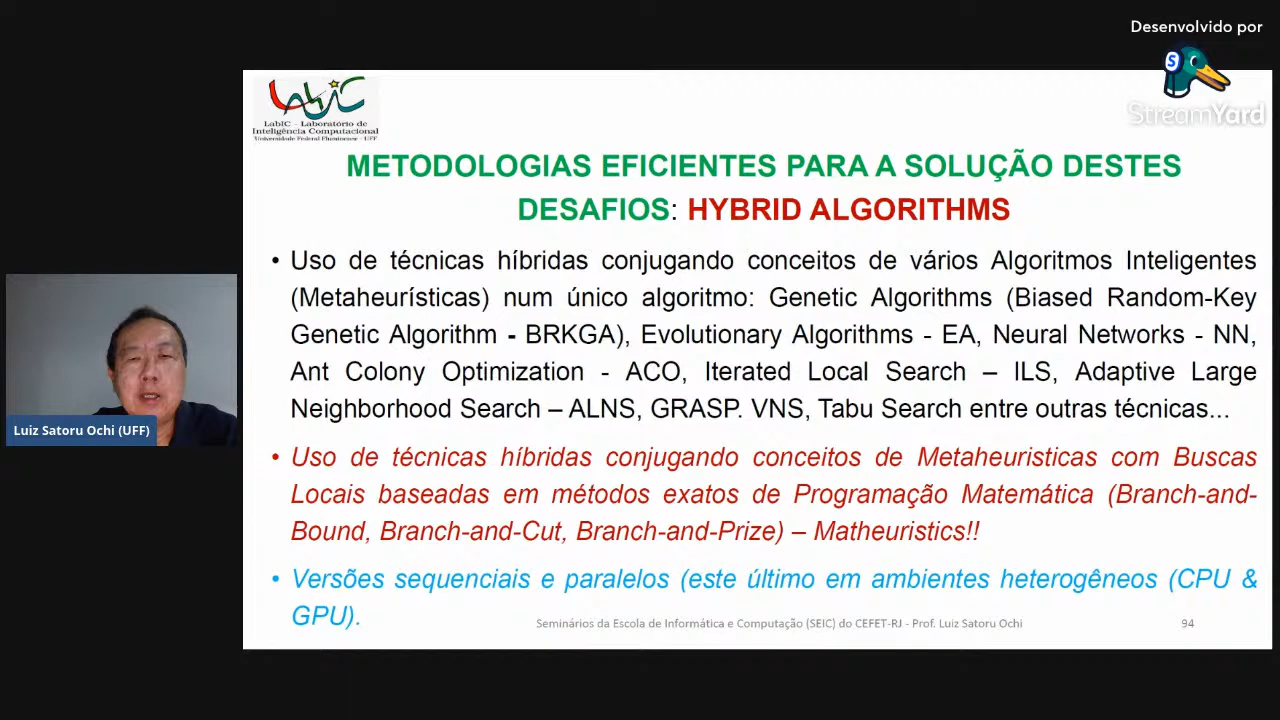 Desenvolvido por
S
StreamYard
LabIC
LabIC - Laboratório de
Inteligência Computacional
Universidade Federal Fluminense - UFF
METODOLOGIAS EFICIENTES PARA A SOLUÇÃO DESTES
DESAFIOS: HYBRID ALGORITHMS
• Uso de técnicas híbridas conjugando conceitos de vários Algoritmos Inteligentes
(Metaheurísticas) num único algoritmo: Genetic Algorithms (Biased Random-Key
Genetic Algorithm - BRKGA), Evolutionary Algorithms - EA, Neural Networks - NN,
Ant Colony Optimization - ACO, Iterated Local Search – ILS, Adaptive Large
Neighborhood Search – ALNS, GRASP. VNS, Tabu Search entre outras técnicas...
• Uso de técnicas híbridas conjugando conceitos de Metaheuristicas com Buscas
Locais baseadas em métodos exatos de Programação Matemática (Branch-and-
Bound, Branch-and-Cut, Branch-and-Prize) – Matheuristics!!
• Versões sequenciais e paralelos (este último em ambientes heterogêneos (CPU &
GPU).
Seminários da Escola de Informática e Computação (SEIC) do CEFET-RJ - Prof. Luiz Satoru Ochi
94
Luiz Satoru Ochi (UFF)